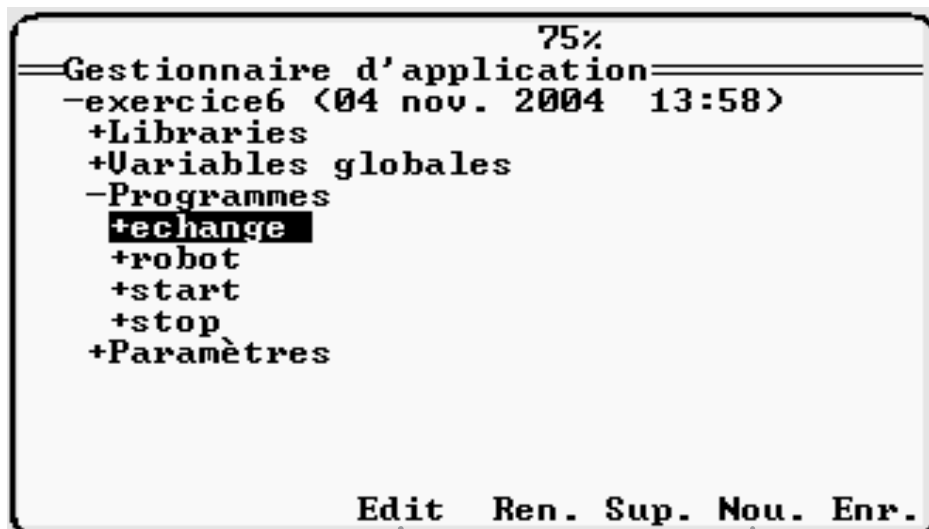 75%
Gestionnaire d'application
-exercice6 (04 nov. 2004 13:58)
+Libraries
+Variables globales
-Programmes
+echange
+robot
+start
+stop
+Paramètres
Edit Ren. Sup. Nou. Enr.